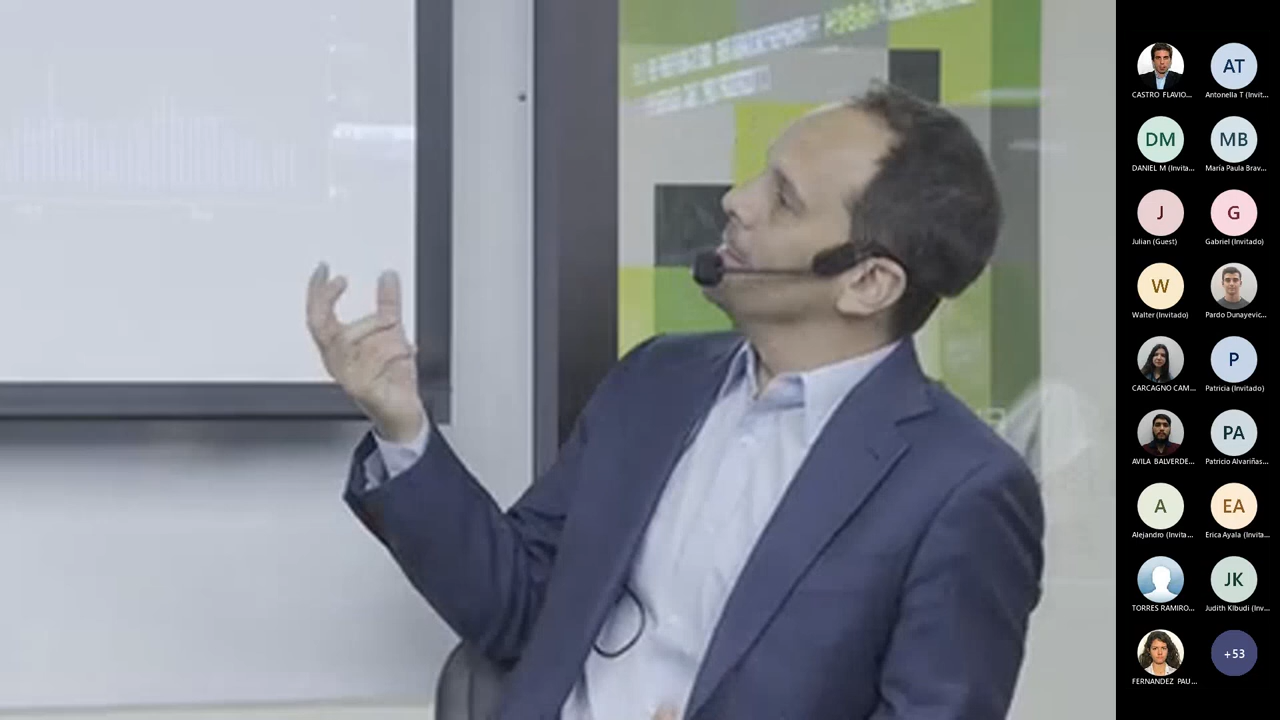 CASTRO FLAVIO...
AT
Antonella T (Invit...
DM
DANIEL M (Invita...
MB
María Paula Brav...
J
Julian (Guest)
G
Gabriel (Invitado)
W
Walter (Invitado)
Pardo Dunayevic...
CARCAGNO CAM...
P
Patricia (Invitado)
AVILA BALVERDE...
PA
Patricio Alvariñas...
A
Alejandro (Invita...
EA
Erica Ayala (Invita...
TORRES RAMIRO...
JK
Judith KIbudi (Inv...
FERNANDEZ PAU...
+53